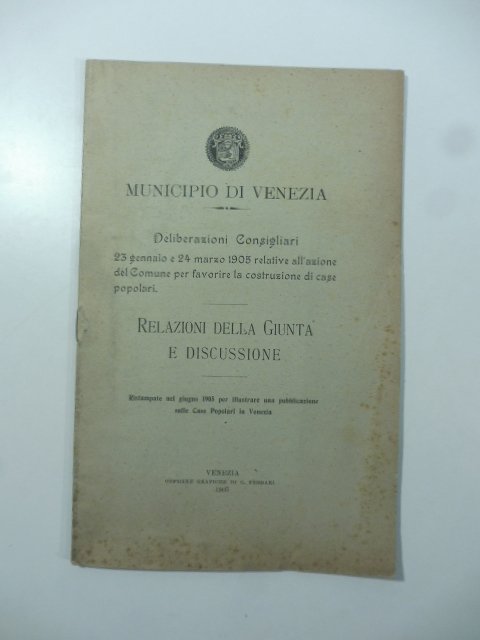 MUNICIPIO DI VENEZIA
Deliberazioni Consigliari
23 gennaio e 24 marzo 1905 relative all'azione
del Comune per favorire la costruzione di case
popolari.
RELAZIONI DELLA GIUNTA
E DISCUSSIONE
Ristampate nel giugno 1905 per illustrare una pubblicazione
sulle Case Popolari in Venezia
VENEZIA
OFFICINE GRAFICHE DI C. FERRARI
1905